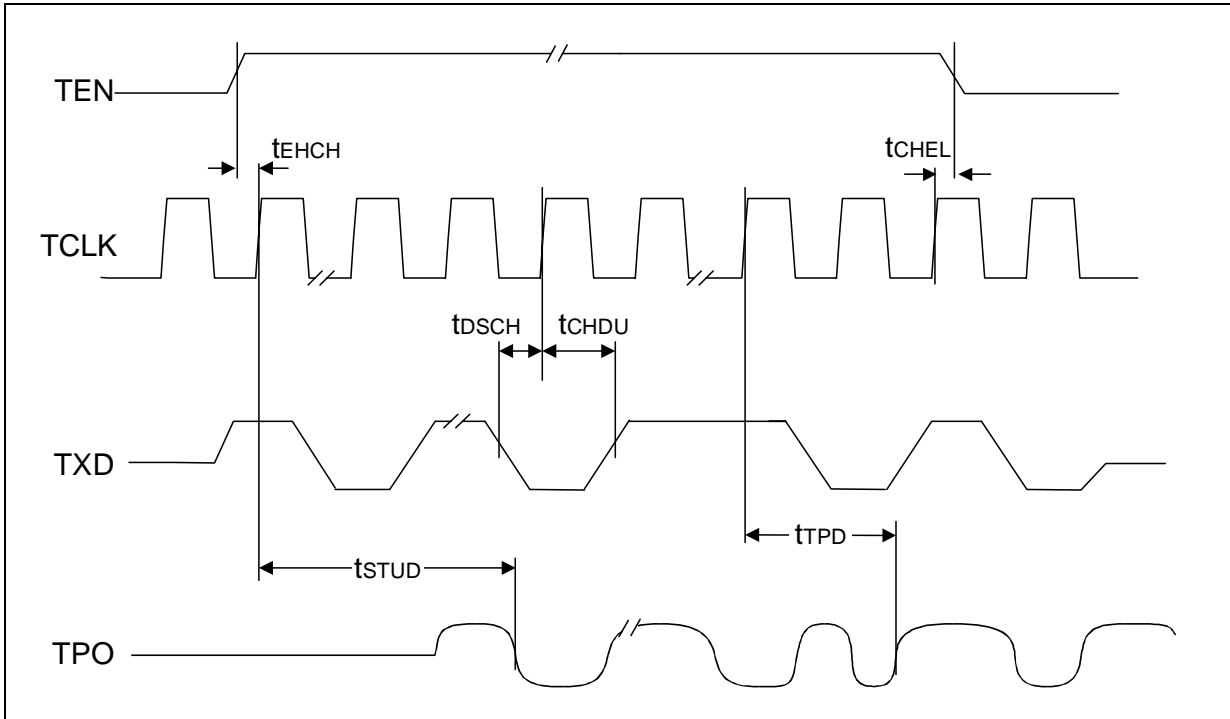 TEN
tEHCH
tCHEL
TCLK
tDSCH
tCHDU
TXD
tTPD
tSTUD
TPO